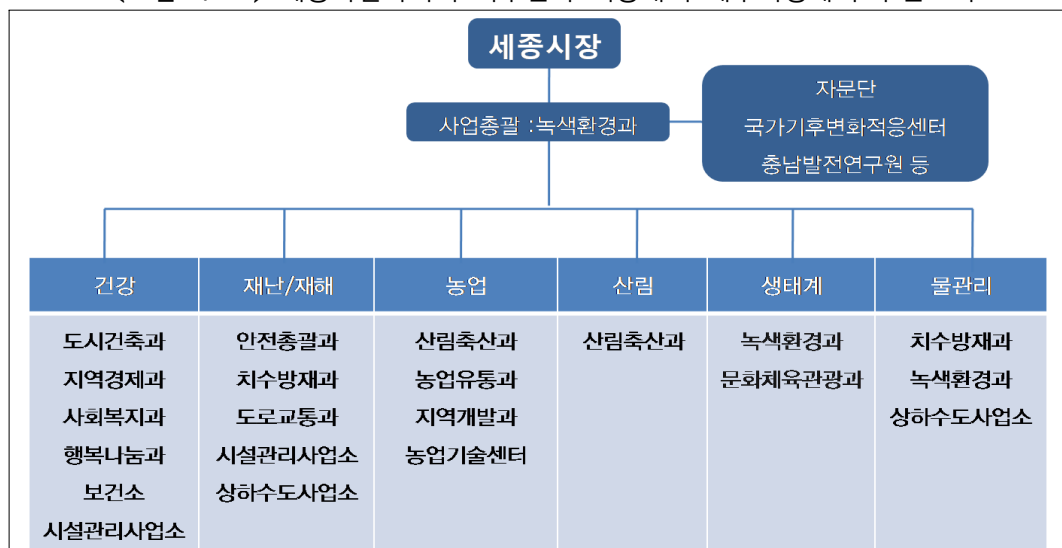 세종시장
사업총괄 :녹색환경과
자문단
국가기후변화적응센터
충남발전연구원 등
건강
재난/재해
농업
산림
생태계
물관리
도시건축과
지역경제과
사회복지과
행복나눔과
보건소
시설관리사업소
안전총괄과
치수방재과
도로교통과
시설관리사업소
상하수도사업소
산림축산과
농업유통과
지역개발과
농업기술센터
산림축산과
녹색환경과
문화체육관광과
치수방재과
녹색환경과
상하수도사업소